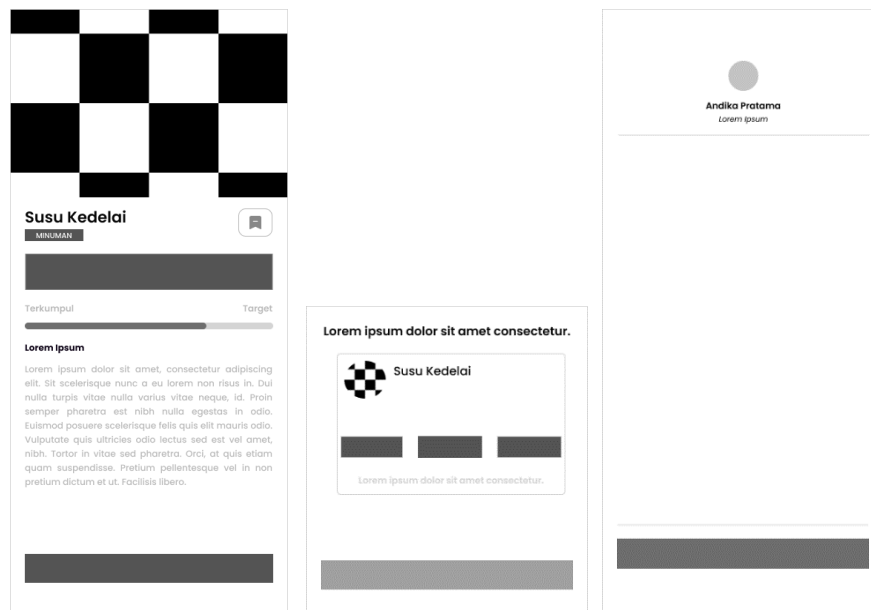 Susu Kedelai
MINUMAN
Terkumpul Target
Lorem Ipsum
Lorem ipsum dolor sit amet, consectetur adipiscing
elit. Sit scelerisque nunc a eu lorem non risus in. Dui
nulla turpis vitae nulla varius vitae neque, id. Proin
semper pharetra est nibh nulla egestas in odio.
Euismod posuere scelerisque felis quis elit mauris odio.
Vulputate quis ultricies odio lectus sed est vel amet,
nibh. Tortor in vitae sed pharetra. Orci, at quis etiam
quam suspendisse. Pretium pellentesque vel in non
pretium dictum et ut. Facilisis libero.
Lorem ipsum dolor sit amet consectetur.
Susu Kedelai
Lorem ipsum dolor sit amet consectetur.
Andika Pratama
Lorem Ipsum